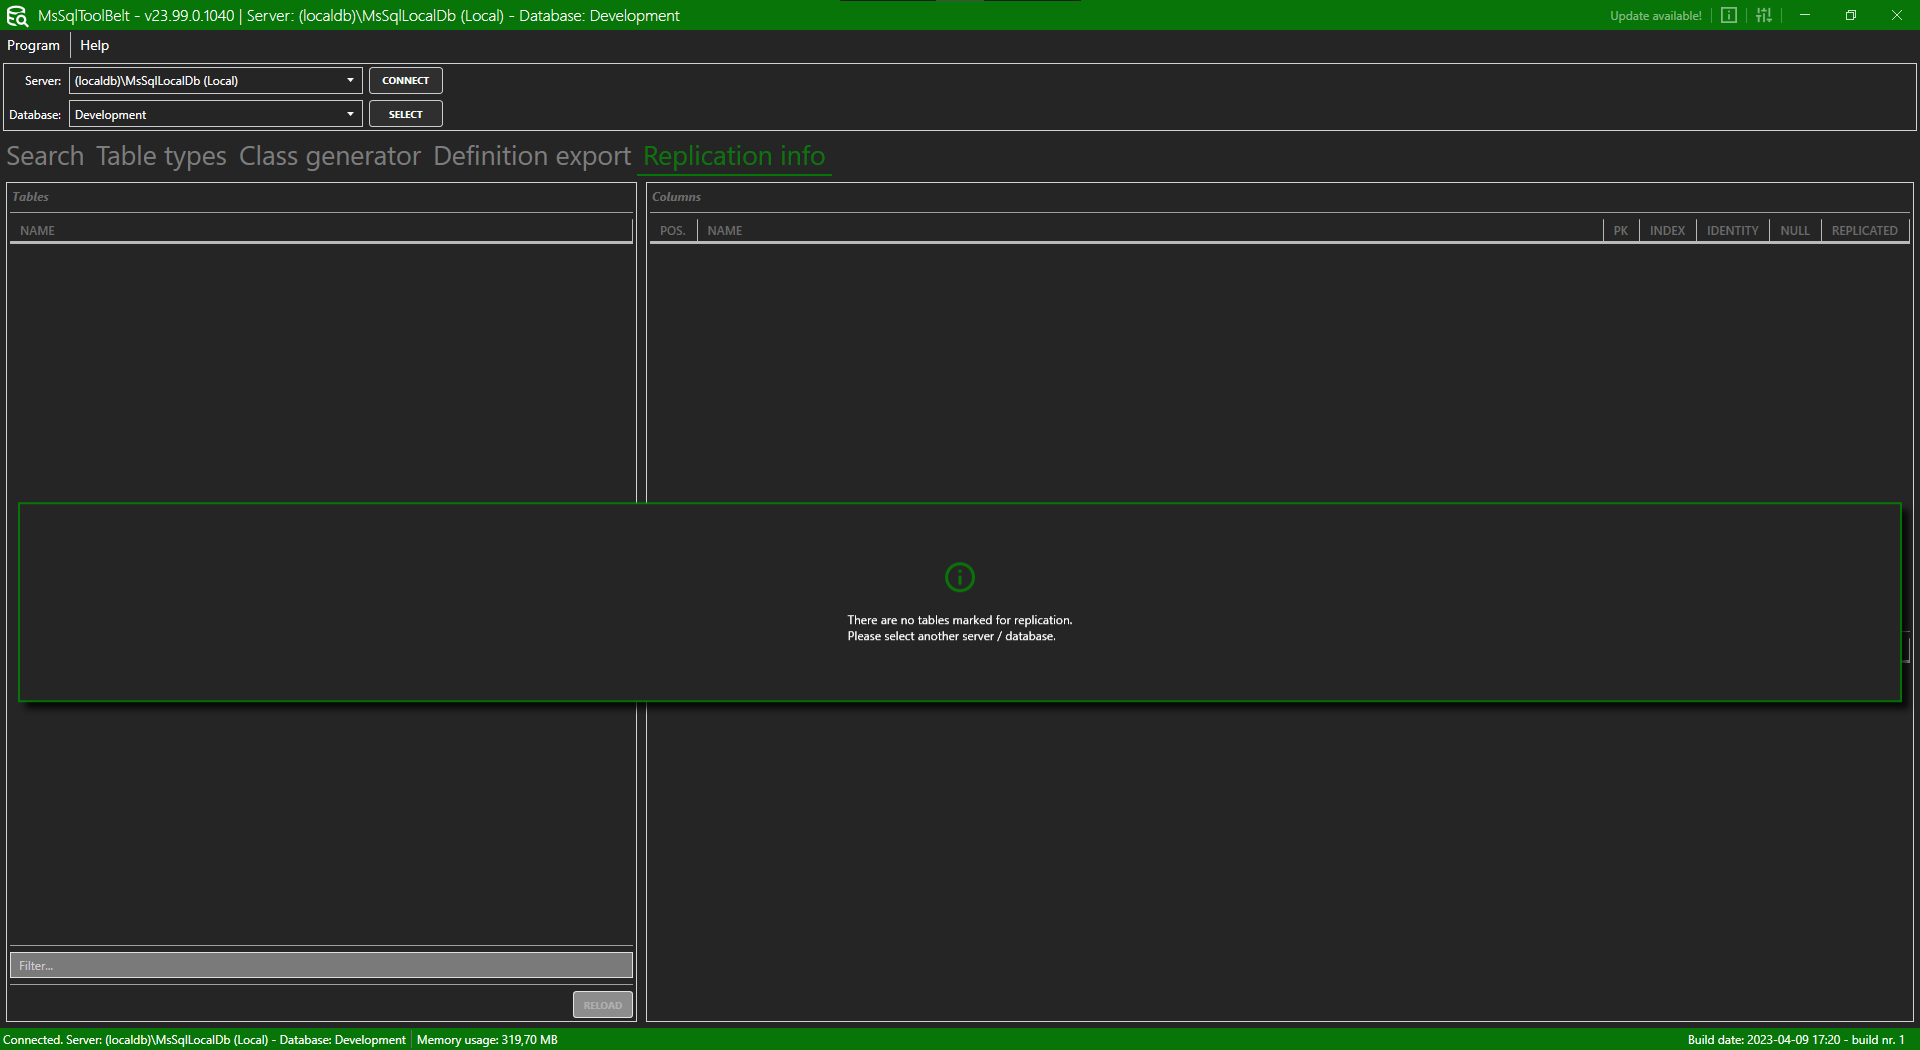 MsSqlToolBelt - v23.99.0.1040 | Server: (localdb)\MsSqlLocalDb (Local) - Database: Development
Update available!
Program Help
Server: (localdb)\MsSqlLocalDb (Local) CONNECT
Database: Development SELECT
Search Table types Class generator Definition export Replication info
Tables
NAME
Columns
POS. NAME PK INDEX IDENTITY NULL REPLICATED
There are no tables marked for replication.
Please select another server / database.
Filter...
RELOAD
Connected. Server: (localdb)\MsSqlLocalDb (Local) - Database: Development Memory usage: 319,70 MB
Build date: 2023-04-09 17:20 - build nr. 1